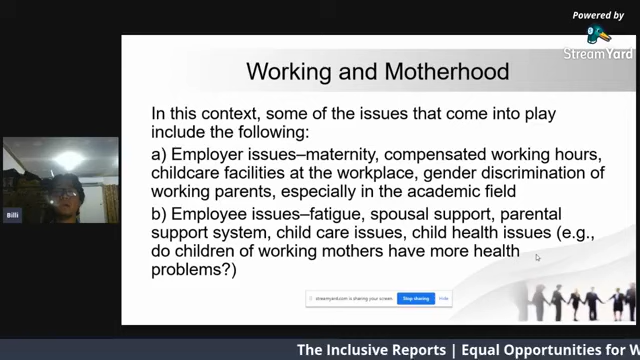 Powered by
StreamYard
Working and Motherhood
In this context, some of the issues that come into play
include the following:
a) Employer issues–maternity, compensated working hours,
childcare facilities at the workplace, gender discrimination of
working parents, especially in the academic field
b) Employee issues–fatigue, spousal support, parental
support system, child care issues, child health issues (e.g.,
do children of working mothers have more health
problems?)
Billi
streamyard.com is sharing your screen.
Stop sharing
Hide
The Inclusive Reports | Equal Opportunities for W